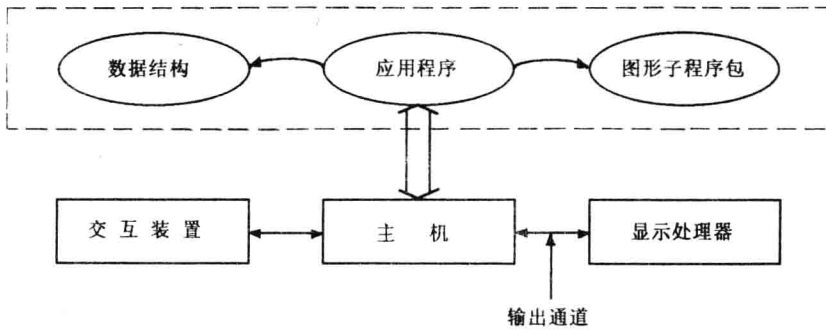 数据结构
应用程序
图形子程序包
交互装置
主机
显示处理器
输出通道